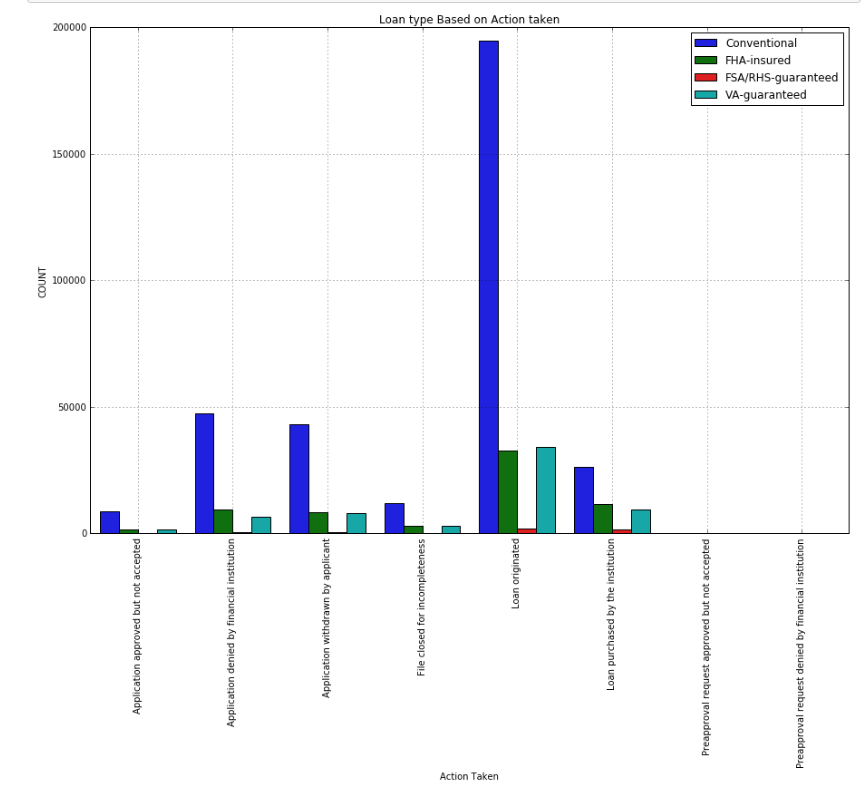 Loan type Based on Action taken
200000
150000
100000
50000
0
COUNT
Conventional
FHA-insured
FSA/RHS-guaranteed
VA-guaranteed
Application approved but not accepted
Application denied by financial institution
Application withdrawn by applicant
File closed for incompleteness
Loan originated
Loan purchased by the institution
Preapproval request approved but not accepted
Preapproval request denied by financial institution
Action Taken